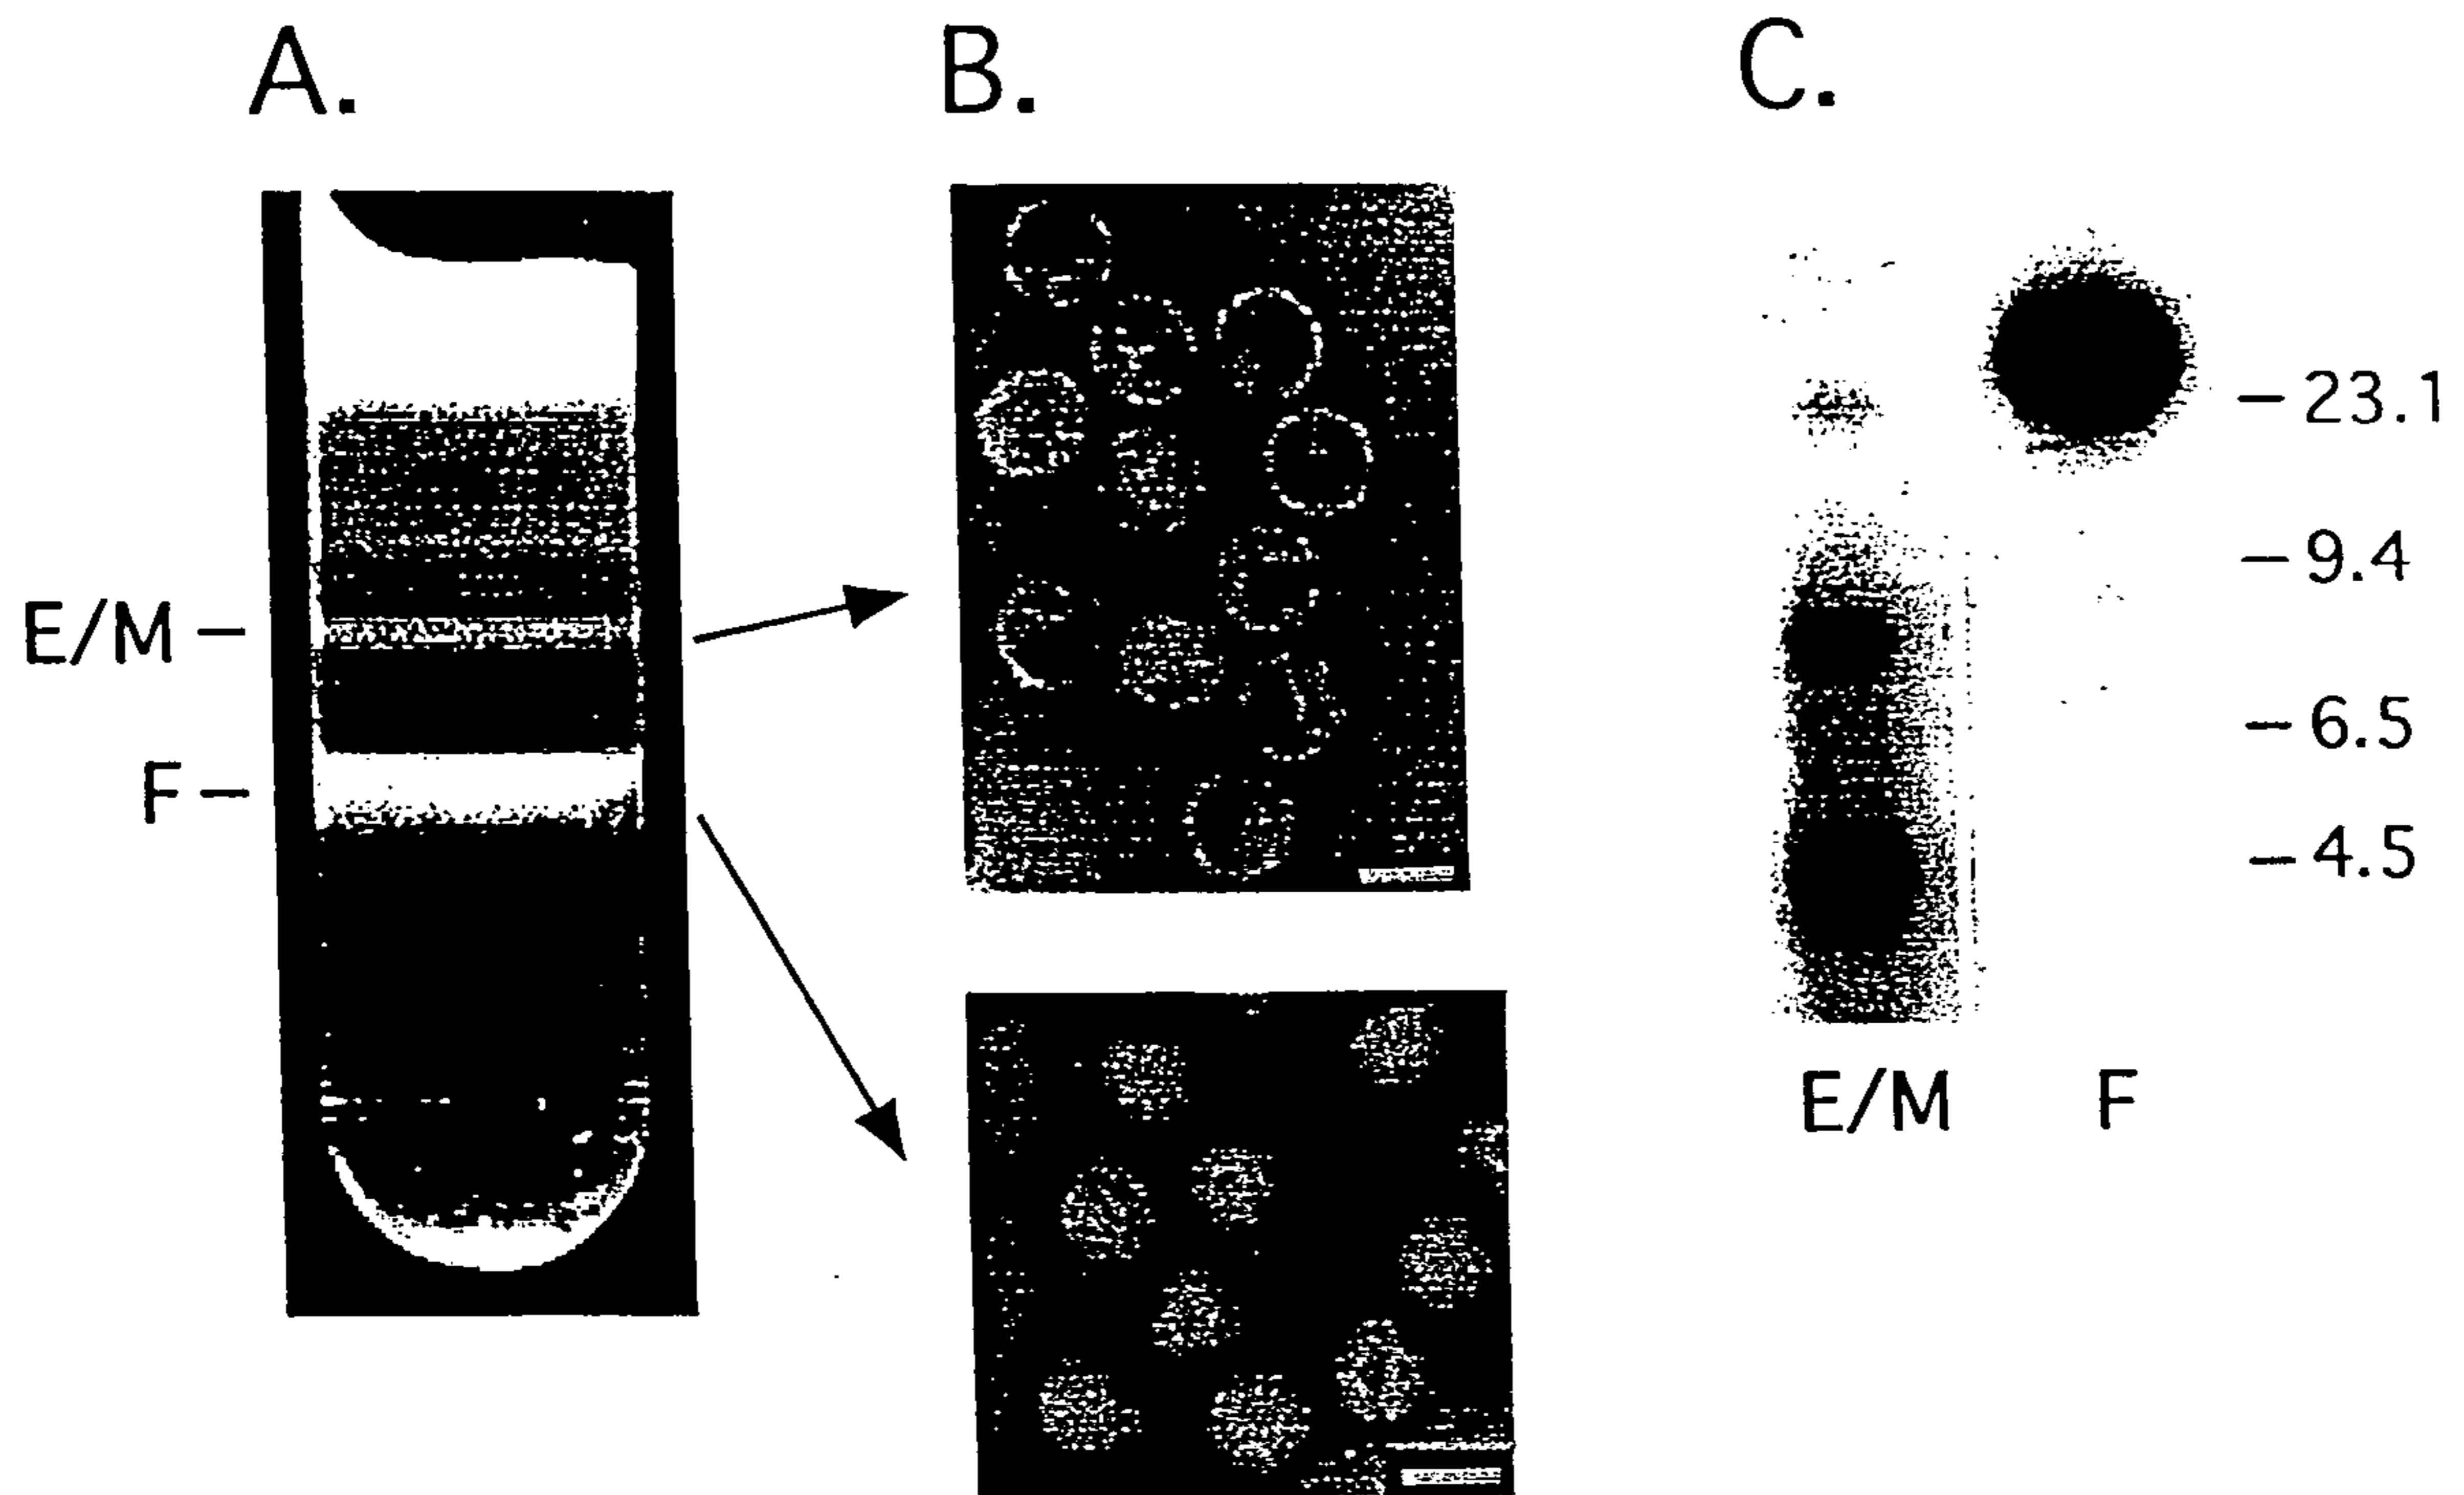 A.
B.
C.
E/M –
F –
– 23.1
– 9.4
– 6.5
– 4.5
E/M
F